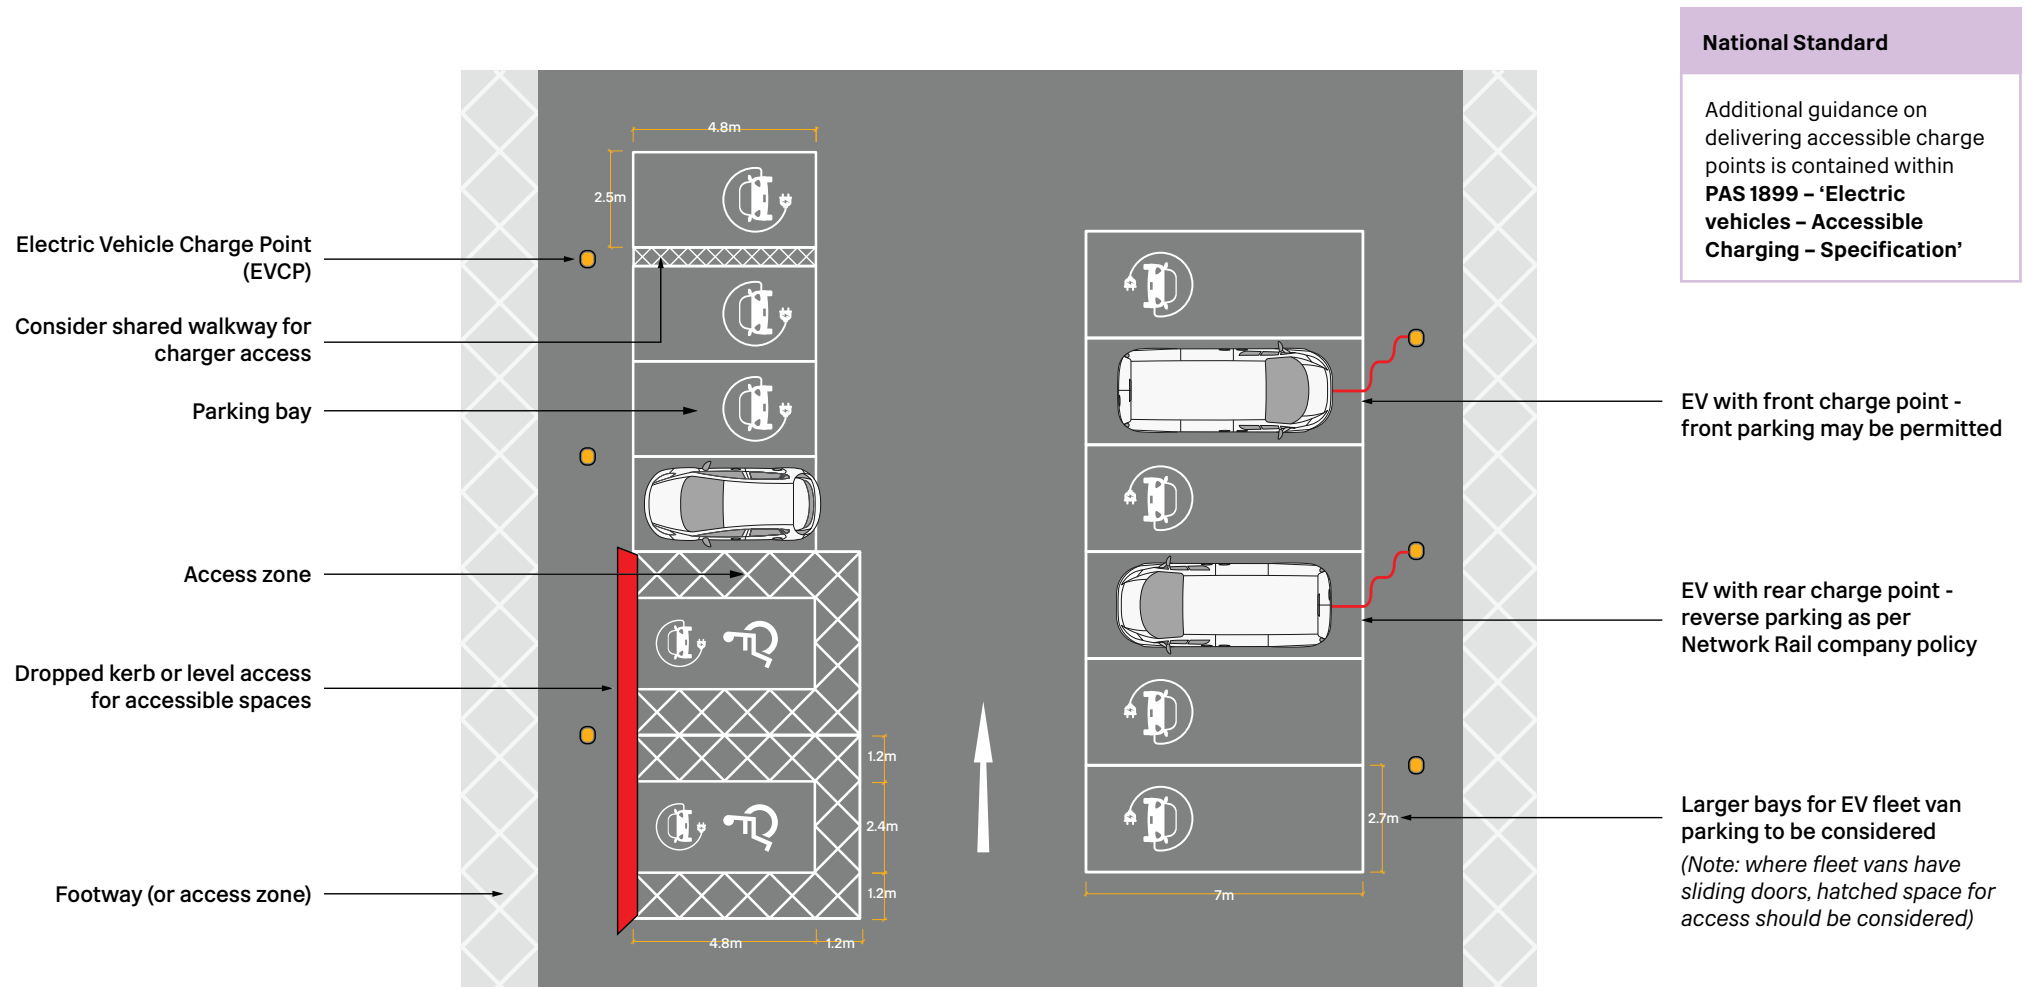 National Standard
Additional guidance on
delivering accessible charge
points is contained within
PAS 1899 – ‘Electric
vehicles – Accessible
Charging – Specification’
4.8m
2.5m
Electric Vehicle Charge Point
(EVCP)
Consider shared walkway for
charger access
Parking bay
Access zone
Dropped kerb or level access
for accessible spaces
Footway (or access zone)
1.2m
2.4m
1.2m
4.8m
1.2m
EV with front charge point -
front parking may be permitted
EV with rear charge point -
reverse parking as per
Network Rail company policy
2.7m
7m
Larger bays for EV fleet van
parking to be considered
(Note: where fleet vans have
sliding doors, hatched space for
access should be considered)